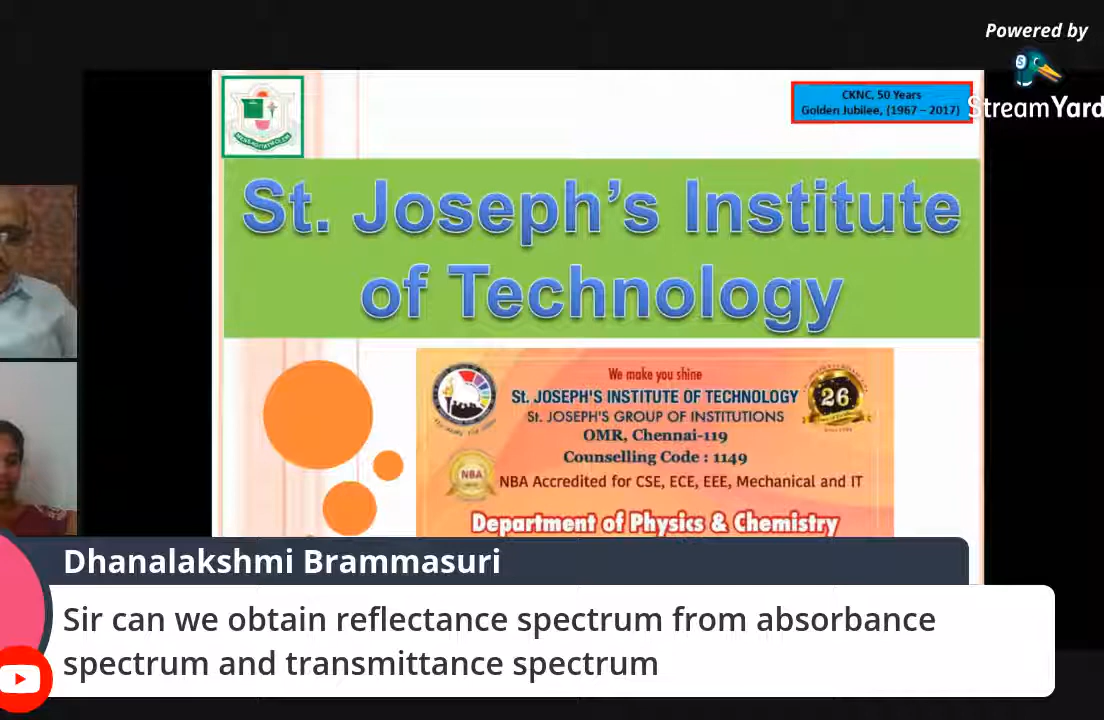 Powered by
StreamYard
CKNC, 50 Years
Golden Jubilee, (1967 – 2017)
St. Joseph's Institute
of Technology
We make you shine
St. JOSEPH'S INSTITUTE OF TECHNOLOGY
ST. JOSEPH'S GROUP OF INSTITUTIONS
OMR, Chennai-119
Counselling Code : 1149
26
NBA
NBA Accredited for CSE, ECE, EEE, Mechanical and IT
Department of Physics & Chemistry
Dhanalakshmi Brammasuri
Sir can we obtain reflectance spectrum from absorbance
spectrum and transmittance spectrum